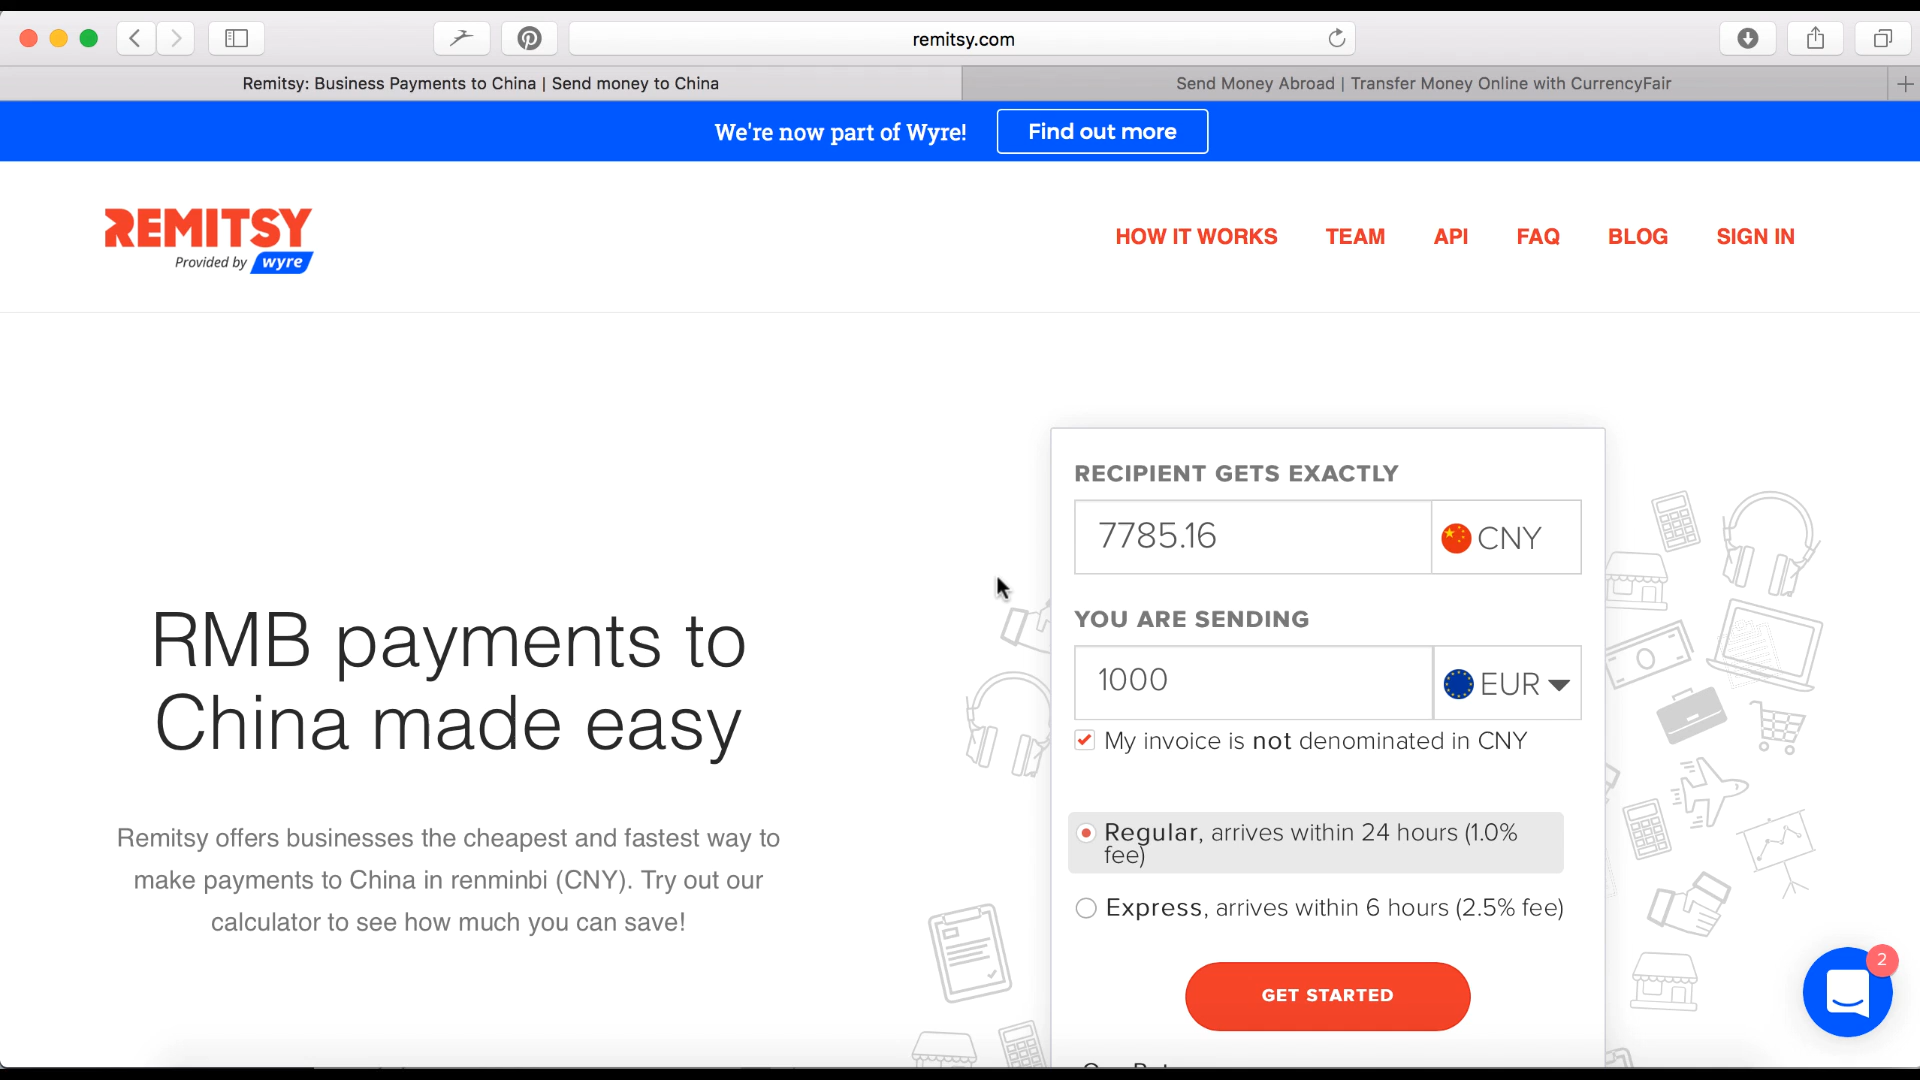 remitsy.com
Remitsy: Business Payments to China | Send money to China
Send Money Abroad | Transfer Money Online with CurrencyFair
We're now part of Wyre!
Find out more
REMITSY
Provided by wyre
HOW IT WORKS
TEAM
API
FAQ
BLOG
SIGN IN
RMB payments to
China made easy
Remitsy offers businesses the cheapest and fastest way to
make payments to China in renminbi (CNY). Try out our
calculator to see how much you can save!
RECIPIENT GETS EXACTLY
7785.16
CNY
YOU ARE SENDING
1000
EUR
My invoice is not denominated in CNY
Regular, arrives within 24 hours (1.0%
fee)
Express, arrives within 6 hours (2.5% fee)
GET STARTED
2